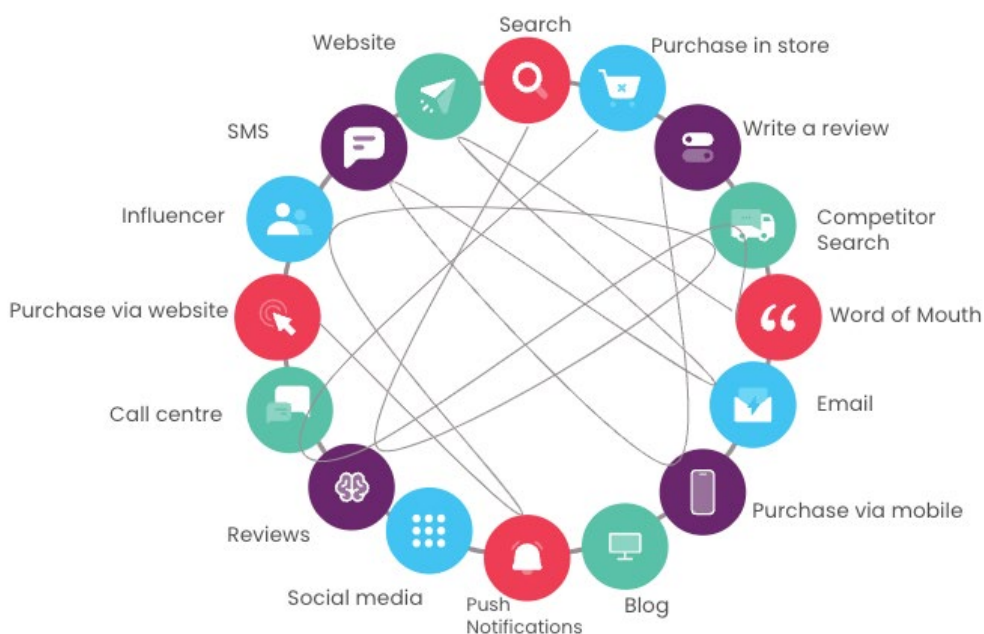 Search
Website
Purchase in store
SMS
Write a review
Influencer
Competitor
Search
Purchase via website
Word of Mouth
Call centre
Email
Reviews
Purchase via mobile
Social media
Push
Notifications
Blog